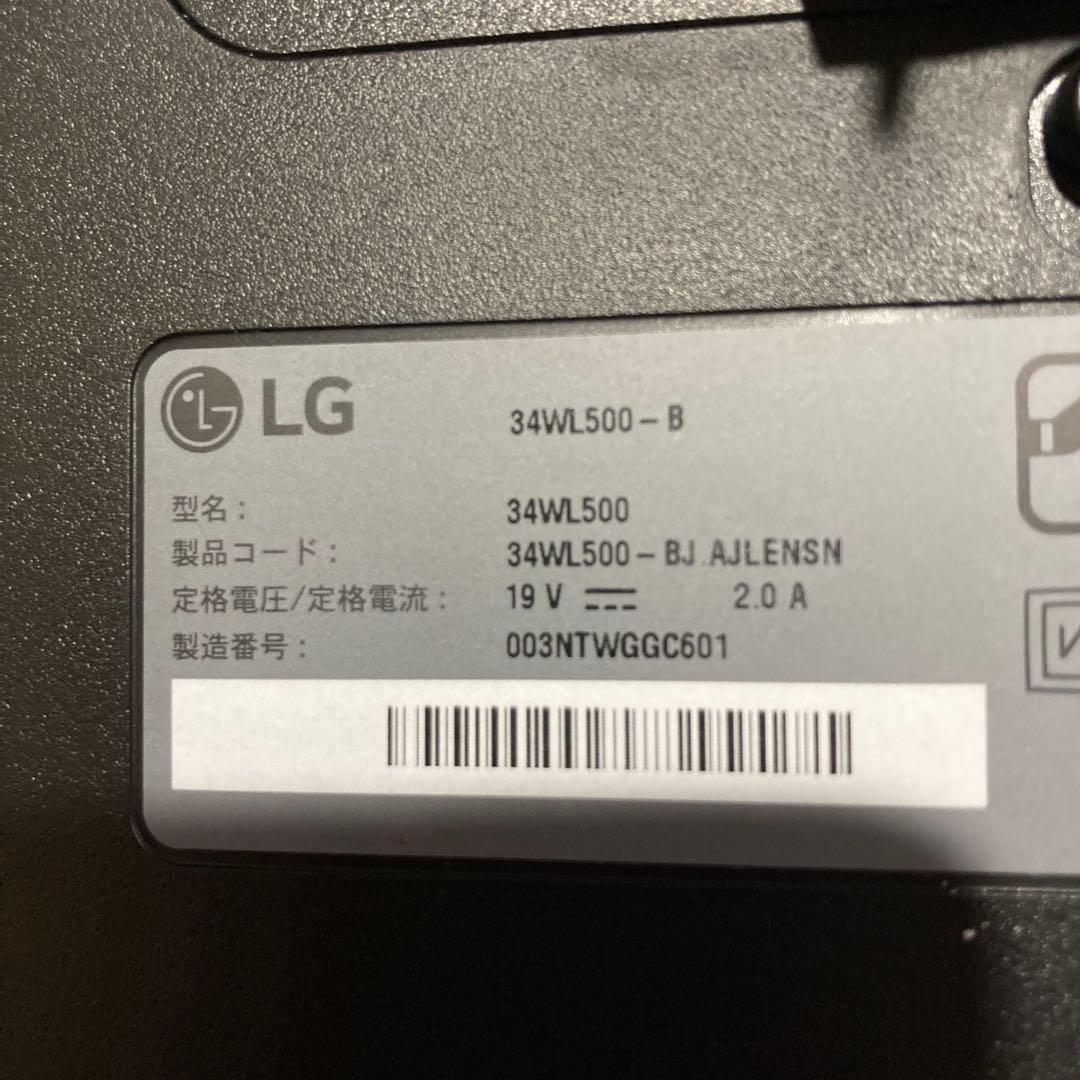 LG
34WL500-B
型名: 34WL500
製品コード: 34WL500-BJ.AJLENSN
定格電圧/定格電流: 19 V ⎓ 2.0 A
製造番号: 003NTWGGC601